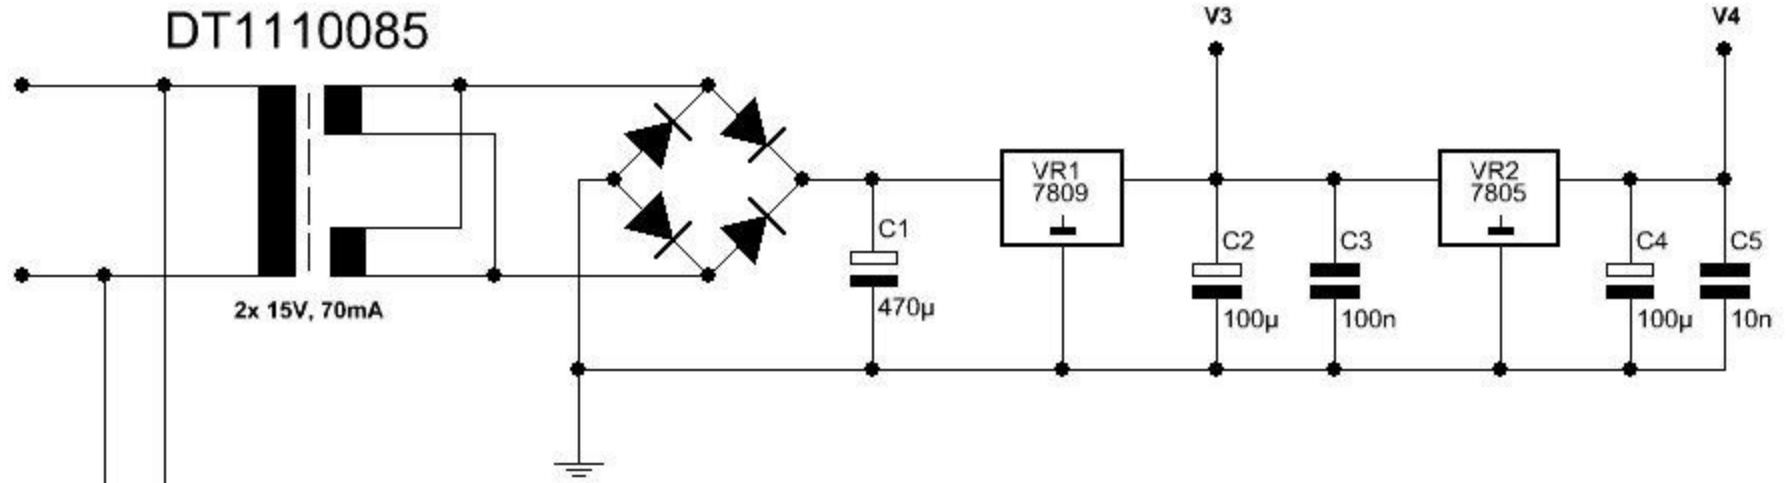 DT1110085
V3
V4
VR1
7809
VR2
7805
C1
C2
C3
C4
C5
470µ
100µ
100n
100µ
10n
2x 15V, 70mA